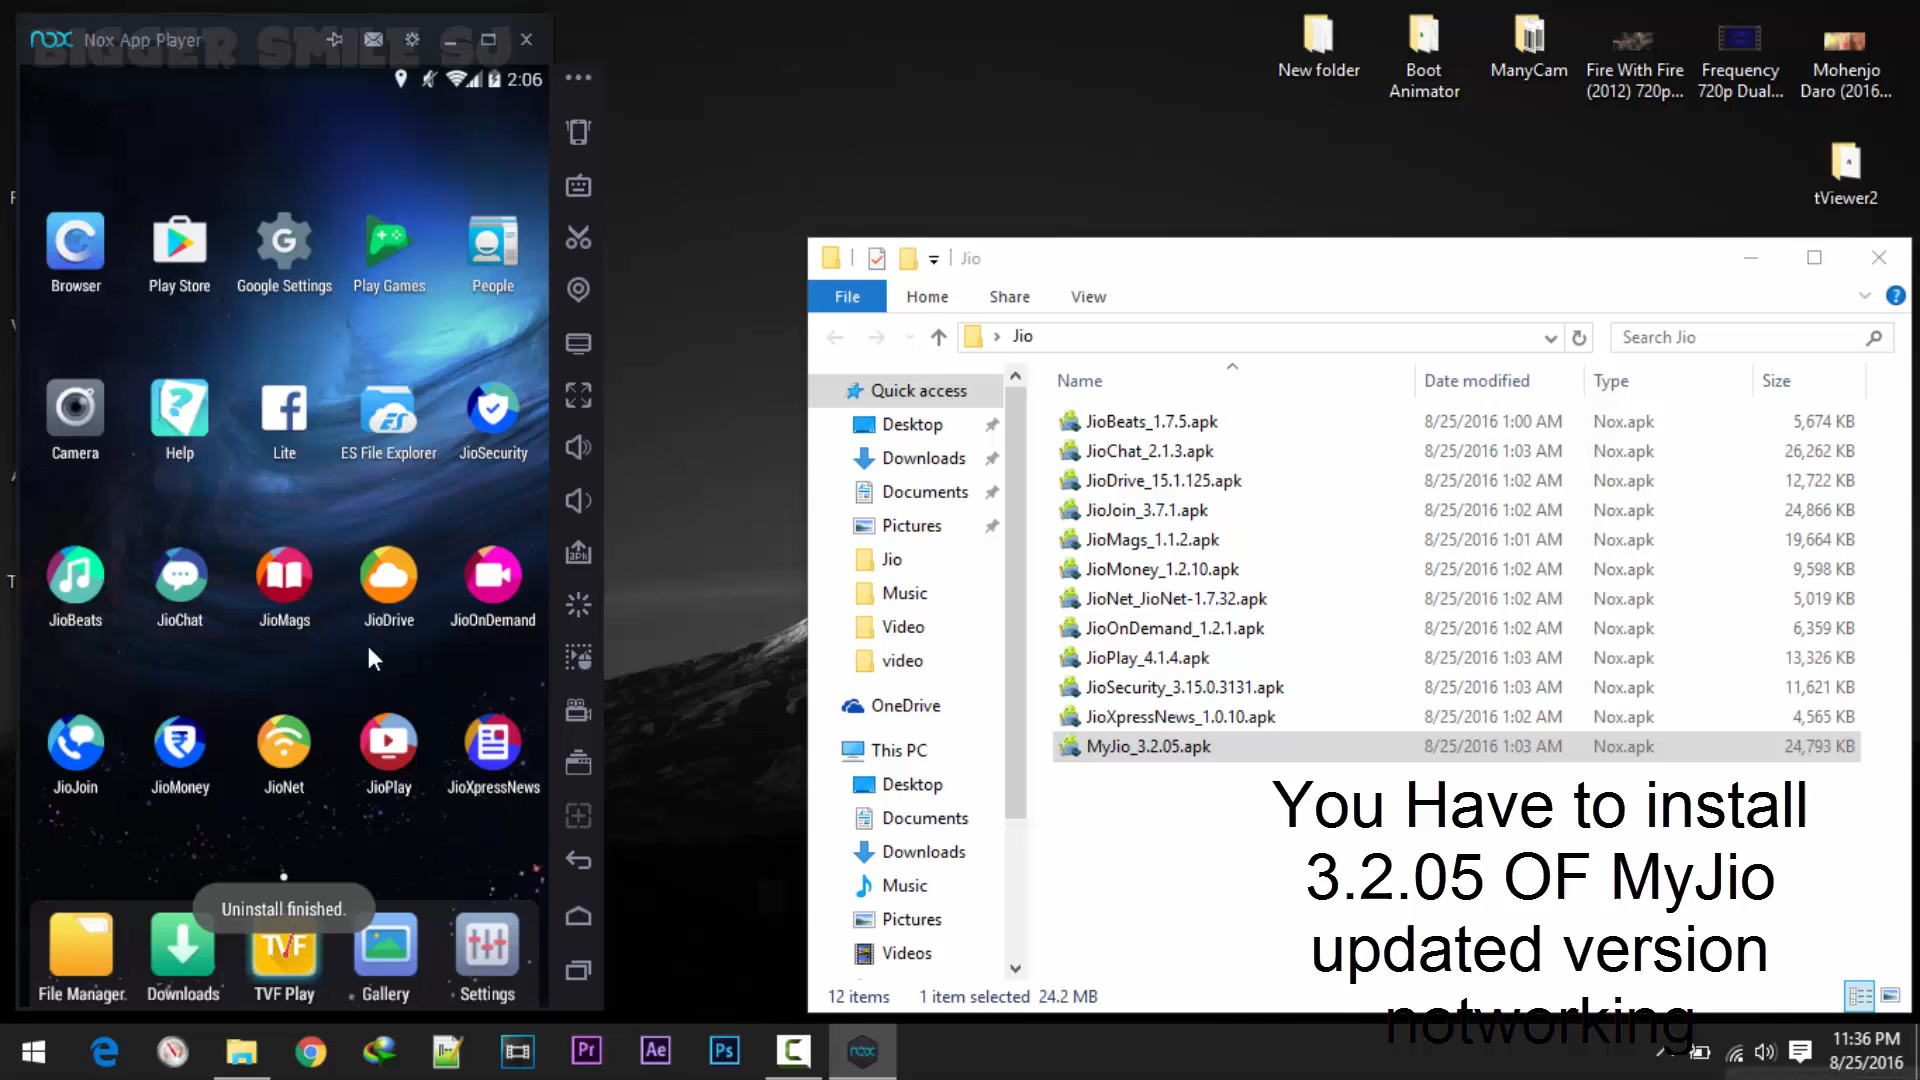 BIGGER SMILE SU
nox Nox App Player
2:06
Browser
Play Store
Google Settings
Play Games
People
Camera
Help
Lite
ES File Explorer
JioSecurity
JioBeats
JioChat
JioMags
JioDrive
JioOnDemand
JioJoin
JioMoney
JioNet
JioPlay
JioXpressNews
Uninstall finished.
TVF
File Manager
Downloads
TVF Play
Gallery
Settings
New folder
Boot
Animator
ManyCam
Fire With Fire
(2012) 720p...
Frequency
720p Dual...
Mohenjo
Daro (2016...
tViewer2
Jio
File Home Share View
Jio
Search Jio
Quick access
Desktop
Downloads
Documents
Pictures
Jio
Music
Video
video
OneDrive
This PC
Desktop
Documents
Downloads
Music
Pictures
Videos
Name Date modified Type Size
JioBeats_1.7.5.apk 8/25/2016 1:00 AM Nox.apk 5,674 KB
JioChat_2.1.3.apk 8/25/2016 1:03 AM Nox.apk 26,262 KB
JioDrive_15.1.125.apk 8/25/2016 1:03 AM Nox.apk 12,722 KB
JioJoin_3.7.1.apk 8/25/2016 1:02 AM Nox.apk 24,866 KB
JioMags_1.1.2.apk 8/25/2016 1:01 AM Nox.apk 19,664 KB
JioMoney_1.2.10.apk 8/25/2016 1:02 AM Nox.apk 9,598 KB
JioNet_JioNet-1.7.32.apk 8/25/2016 1:02 AM Nox.apk 5,019 KB
JioOnDemand_1.2.1.apk 8/25/2016 1:02 AM Nox.apk 6,359 KB
JioPlay_4.1.4.apk 8/25/2016 1:03 AM Nox.apk 13,326 KB
JioSecurity_3.15.0.3131.apk 8/25/2016 1:03 AM Nox.apk 11,621 KB
JioXpressNews_1.0.10.apk 8/25/2016 1:02 AM Nox.apk 4,565 KB
MyJio_3.2.05.apk 8/25/2016 1:03 AM Nox.apk 24,793 KB
You Have to install
3.2.05 OF MyJio
updated version
notworking
12 items 1 item selected 24.2 MB
Pr
Ae
Ps
nox
11:36 PM
8/25/2016